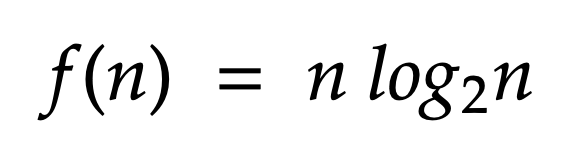 f(n) = n log₂n